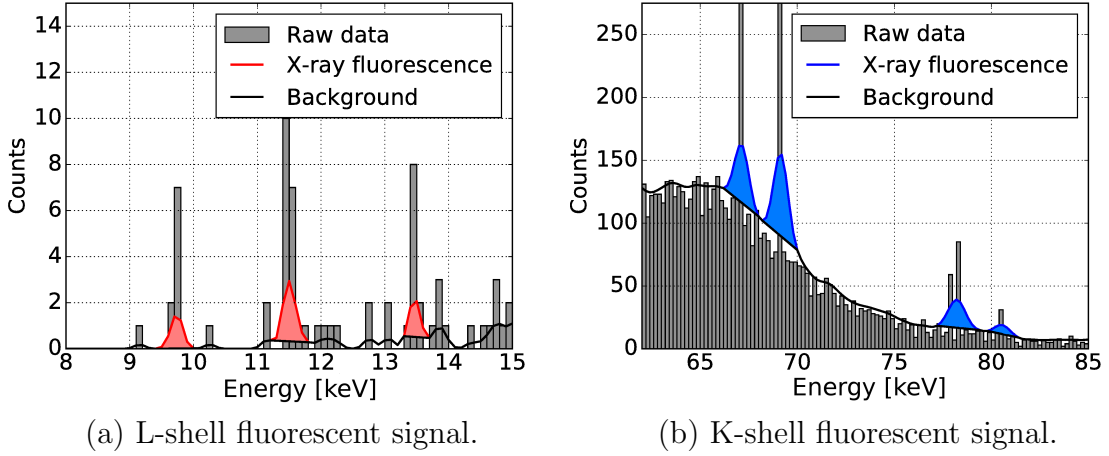 Counts
14
12
10
8
6
4
2
0
Raw data
X-ray fluorescence
Background
8 9 10 11 12 13 14 15
Energy [keV]
(a) L-shell fluorescent signal.
Counts
250
200
150
100
50
0
Raw data
X-ray fluorescence
Background
65 70 75 80 85
Energy [keV]
(b) K-shell fluorescent signal.